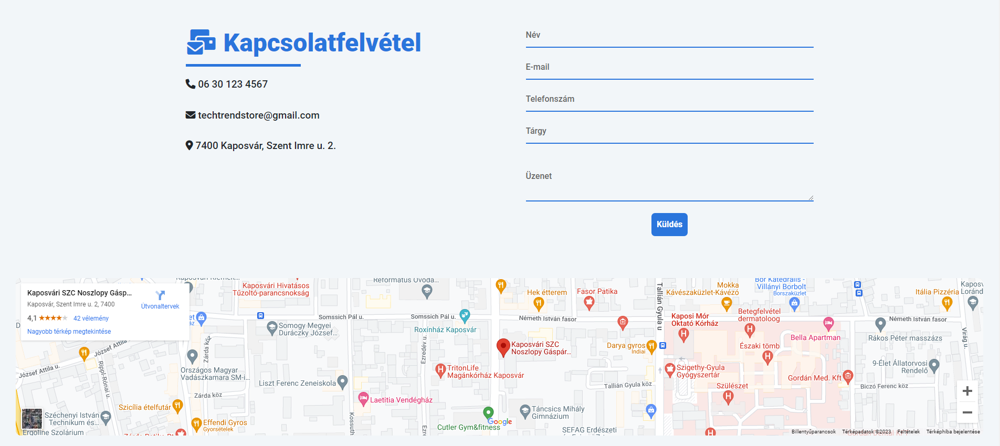 Kapcsolatfelvétel
06 30 123 4567
techtrendstore@gmail.com
7400 Kaposvár, Szent Imre u. 2.
Név
E-mail
Telefonszám
Tárgy
Üzenet
Küldés
Kaposvári SZC Noszlopy Gásp...
Kaposvár, Szent Imre u. 2, 7400
4,1
42 vélemény
Nagyobb térkép megtekintése
Útvonaltervek
Kaposvári Hivatásos
Tűzoltó-parancsnokság
Református Óvoda...
Hek étterem
Fasor Patika
Tallián Gyula u
Mokka
Kávészaküzlet-Kávézó
Bor Katedrális -
Villányi Borbolt
Borszaküzlet
Itália Pizzéria
Kaposv
Loránd
Somssich Pál u.
Somssich Pál u.
Németh István fasor
Németh István fasor
Somogy Megyei
Duráczky József...
Roxínház Kaposvár
Kaposi Mór
Oktató Kórház
Betegfelvétel
dermatoloog
Bella Apartman
Rákos Péter masszázs
Virág u.
József Attila u.
József Attila
Rippl-Rónai u.
Zárda köz
Ezredév u.
Kaposvári SZC
Noszlopy Gáspár...
Darya gyros
Indiai
Északi tömb
Országos Magyar
Vadászkamara SM-i...
TritonLife
Magánkórház Kaposvár
Szigethy-Gyula
Gyógyszertár
9-Élet Állatorvosi
Rendelő
Liszt Ferenc Zeneiskola
Gordán Med. Kft
Tallián Gyula köz
Szülészet
Biczó Ferenc köz
Zárda köz
Laetitia Vendégház
Szicília ételfutár
Széchenyi István
Technikum és...
Effendi Gyros
Gyorsételek
Kossuth
Táncsics Mihály
Gimnázium
Google
Cutler Gym&fitness
SEFAG Erdészeti
Ergoline Szolárium
Billentyűparancsok
Térképadatok ©2023
Feltételek
Térképhiba bejelentése